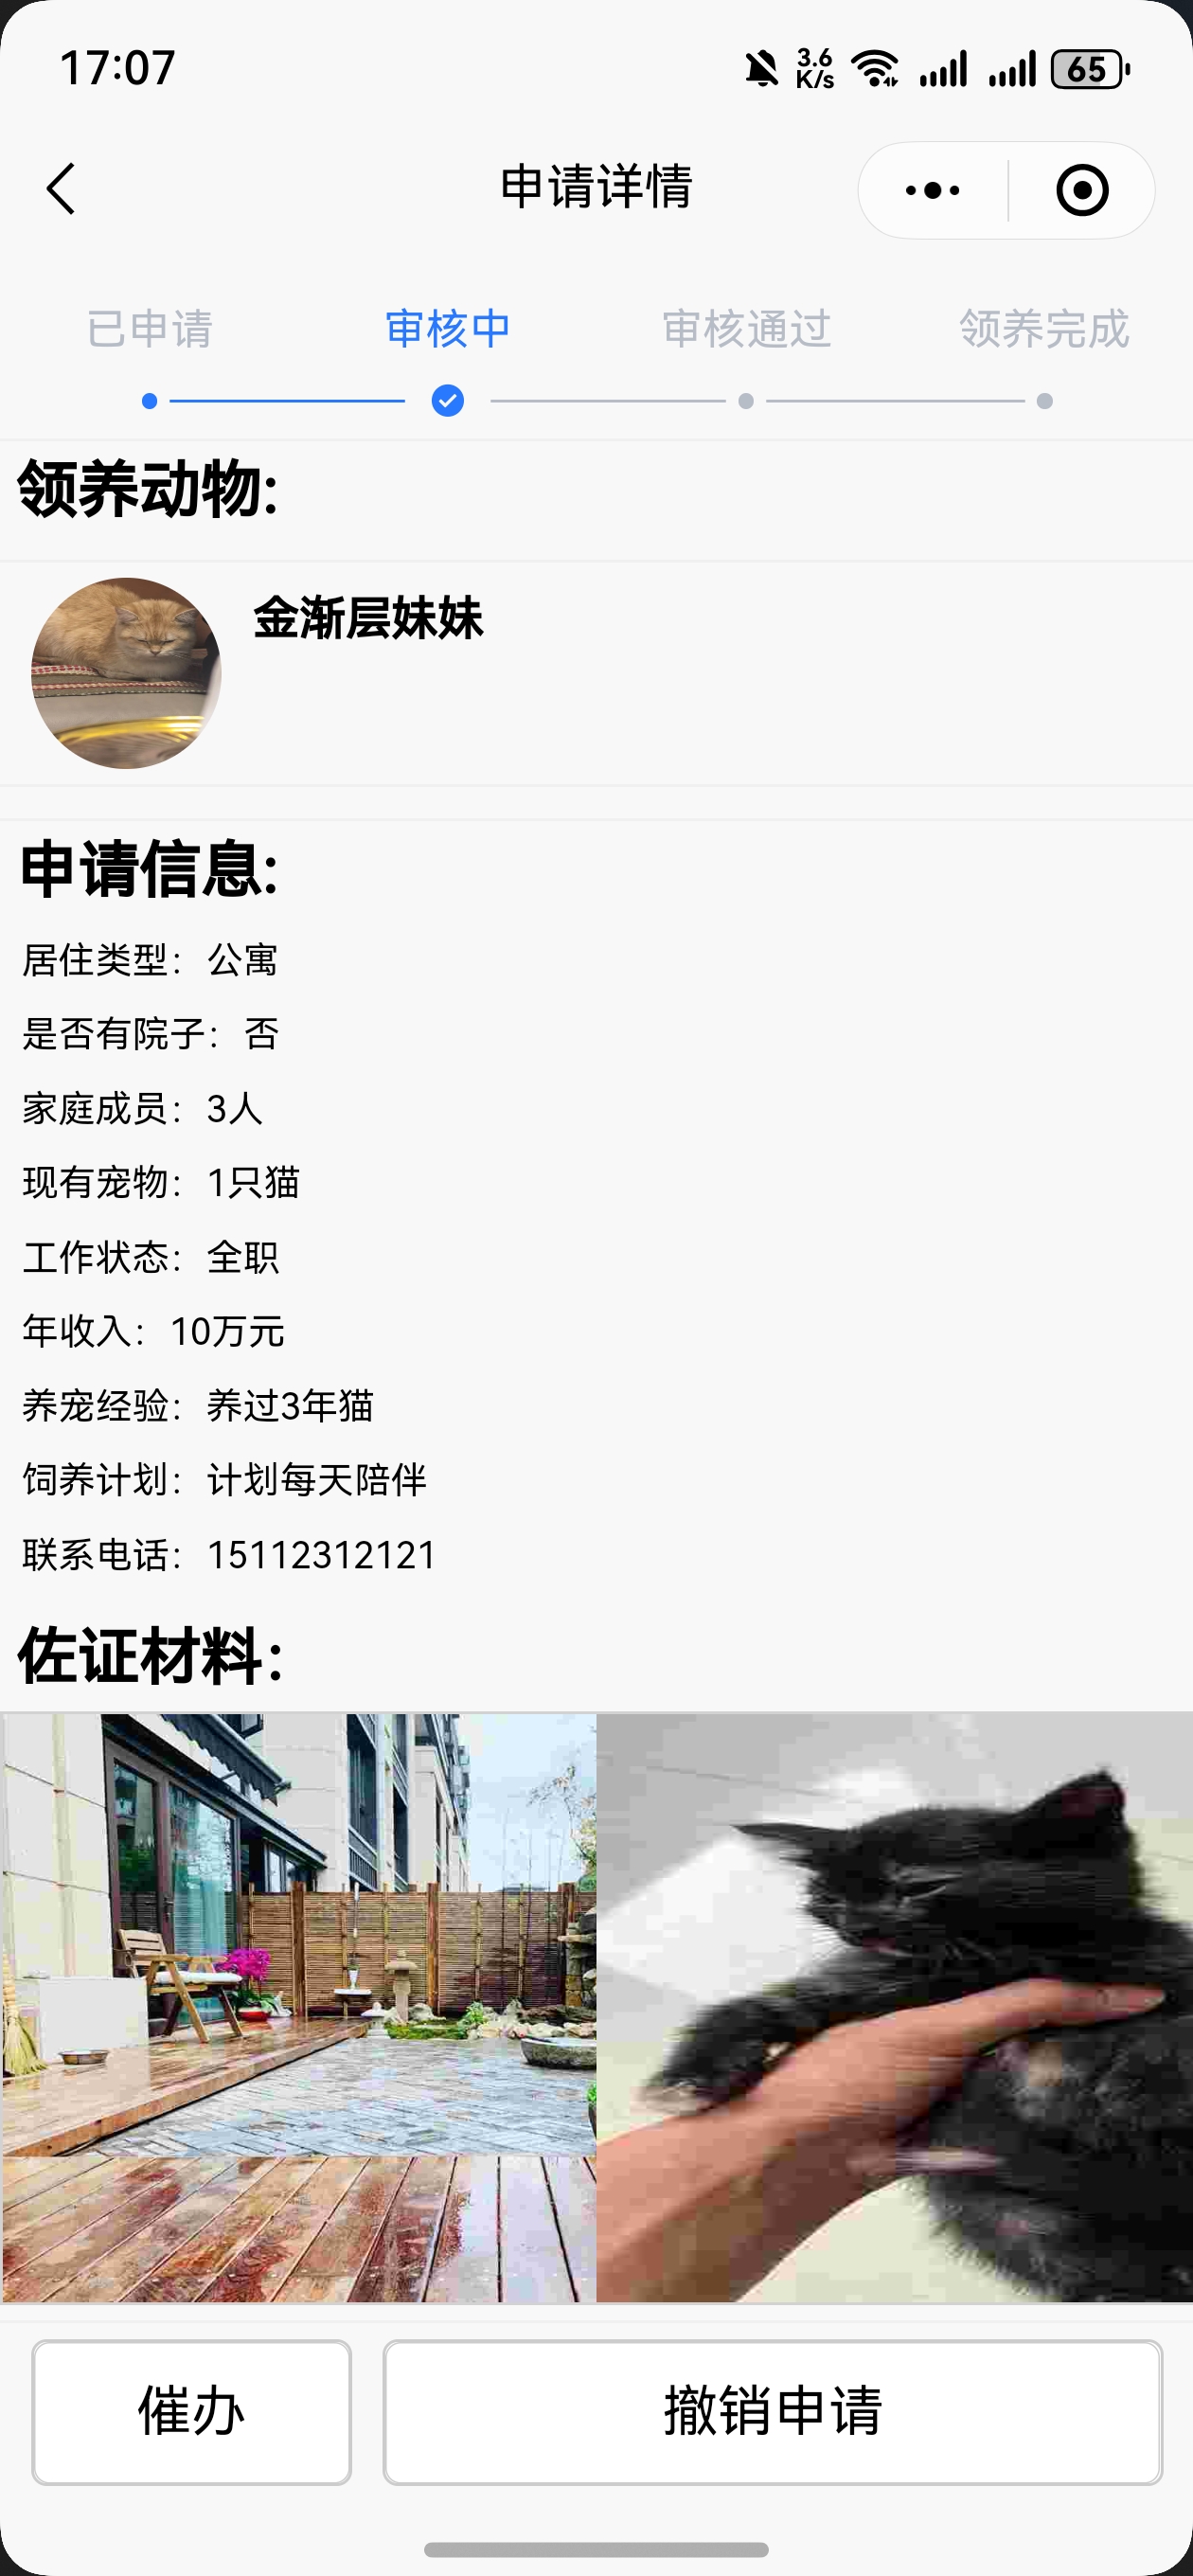 17:07
3.6
K/s
65
申请详情
已申请 审核中 审核通过 领养完成
领养动物:
金渐层妹妹
申请信息:
居住类型：公寓
是否有院子：否
家庭成员：3人
现有宠物：1只猫
工作状态：全职
年收入：10万元
养宠经验：养过3年猫
饲养计划：计划每天陪伴
联系电话：15112312121
佐证材料：
催办 撤销申请